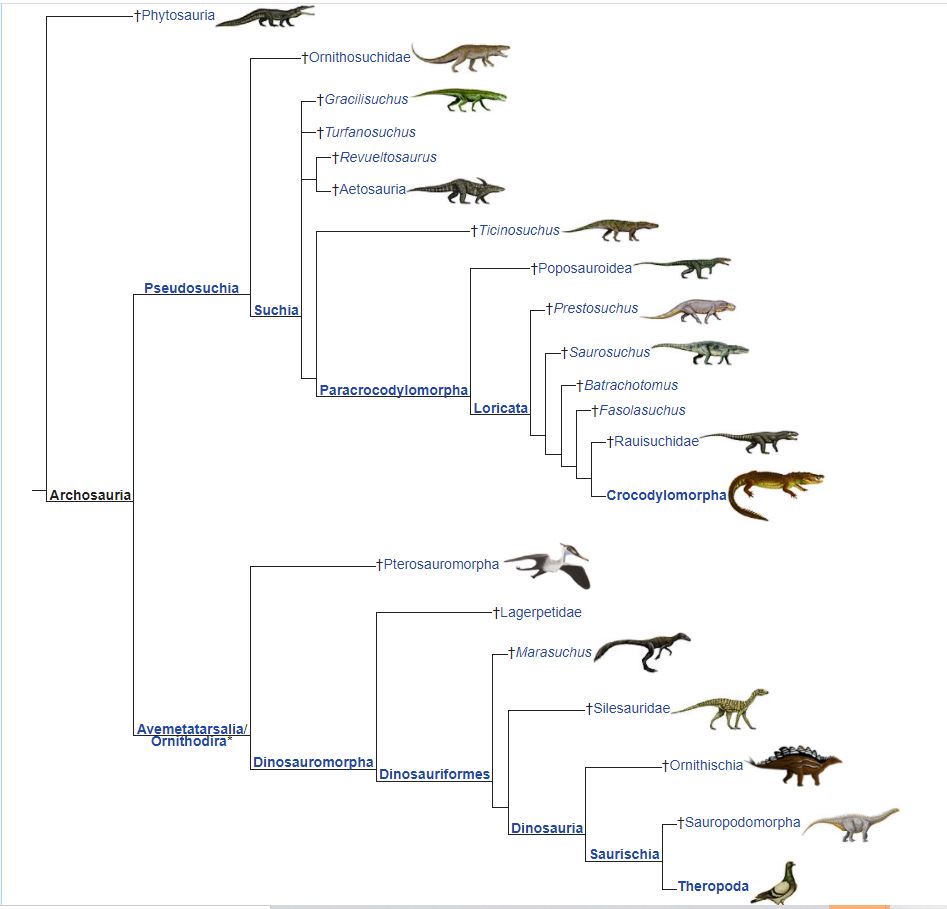 †Phytosauria
†Ornithosuchidae
†Gracilisuchus
†Turfanosuchus
†Revueltosaurus
†Aetosauria
†Ticinosuchus
†Poposauroidea
Pseudosuchia
†Prestosuchus
Suchia
†Saurosuchus
†Batrachotomus
Paracrocodylomorpha
Loricata
†Fasolasuchus
†Rauisuchidae
Archosauria
Crocodylomorpha
†Pterosauromorpha
†Lagerpetidae
†Marasuchus
†Silesauridae
Avemetatarsalia/
Ornithodira*
Dinosauromorpha
Dinosauriformes
†Ornithischia
Dinosauria
†Sauropodomorpha
Saurischia
Theropoda